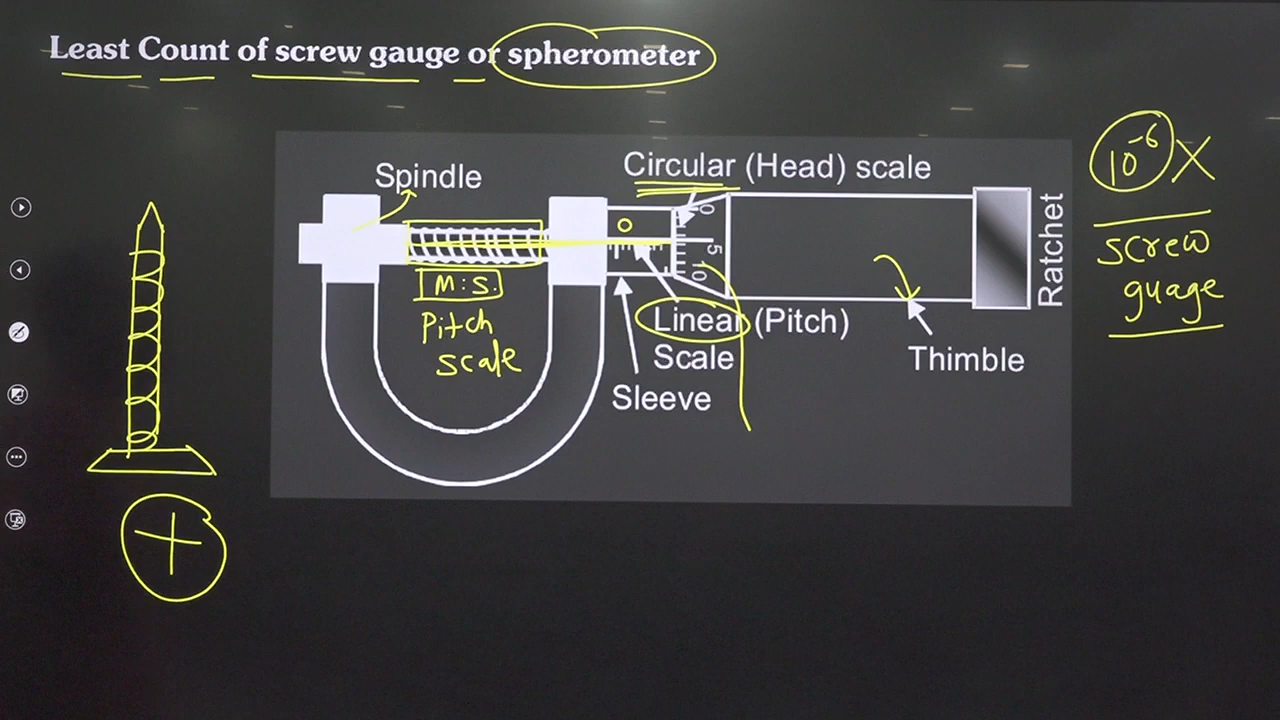 Least Count of screw gauge or spherometer
Spindle
Circular (Head) scale
10⁻⁶ X
screw
guage
0
5
10
0
M:S.
Pitch
scale
Linear (Pitch)
Scale
Sleeve
Thimble
Ratchet